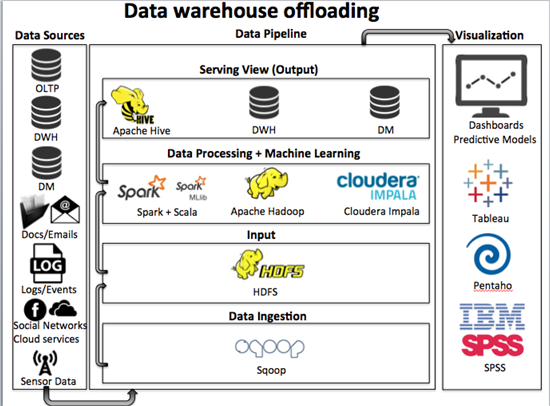 Data warehouse offloading
Data Sources
Data Pipeline
Visualization
OLTP
DWH
DM
Docs/Emails
LOG
Logs/Events
Social Networks
Cloud services
Sensor Data
Serving View (Output)
HIVE
Apache Hive
DWH
DM
Data Processing + Machine Learning
Spark
Spark
MLlib
Spark + Scala
Apache Hadoop
cloudera
IMPALA
Cloudera Impala
Input
HDFS
HDFS
Data Ingestion
sqoop
Sqoop
Dashboards
Predictive Models
Tableau
Pentaho
IBM
SPSS
SPSS